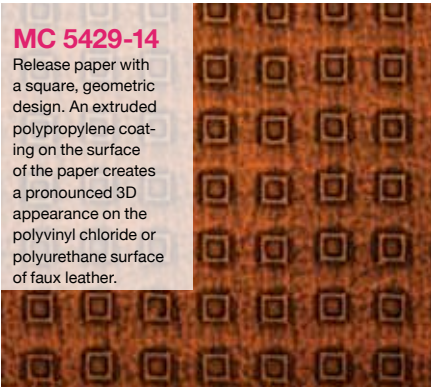 MC 5429-14
Release paper with
a square, geometric
design. An extruded
polypropylene coat-
ing on the surface
of the paper creates
a pronounced 3D
appearance on the
polyvinyl chloride or
polyurethane surface
of faux leather.